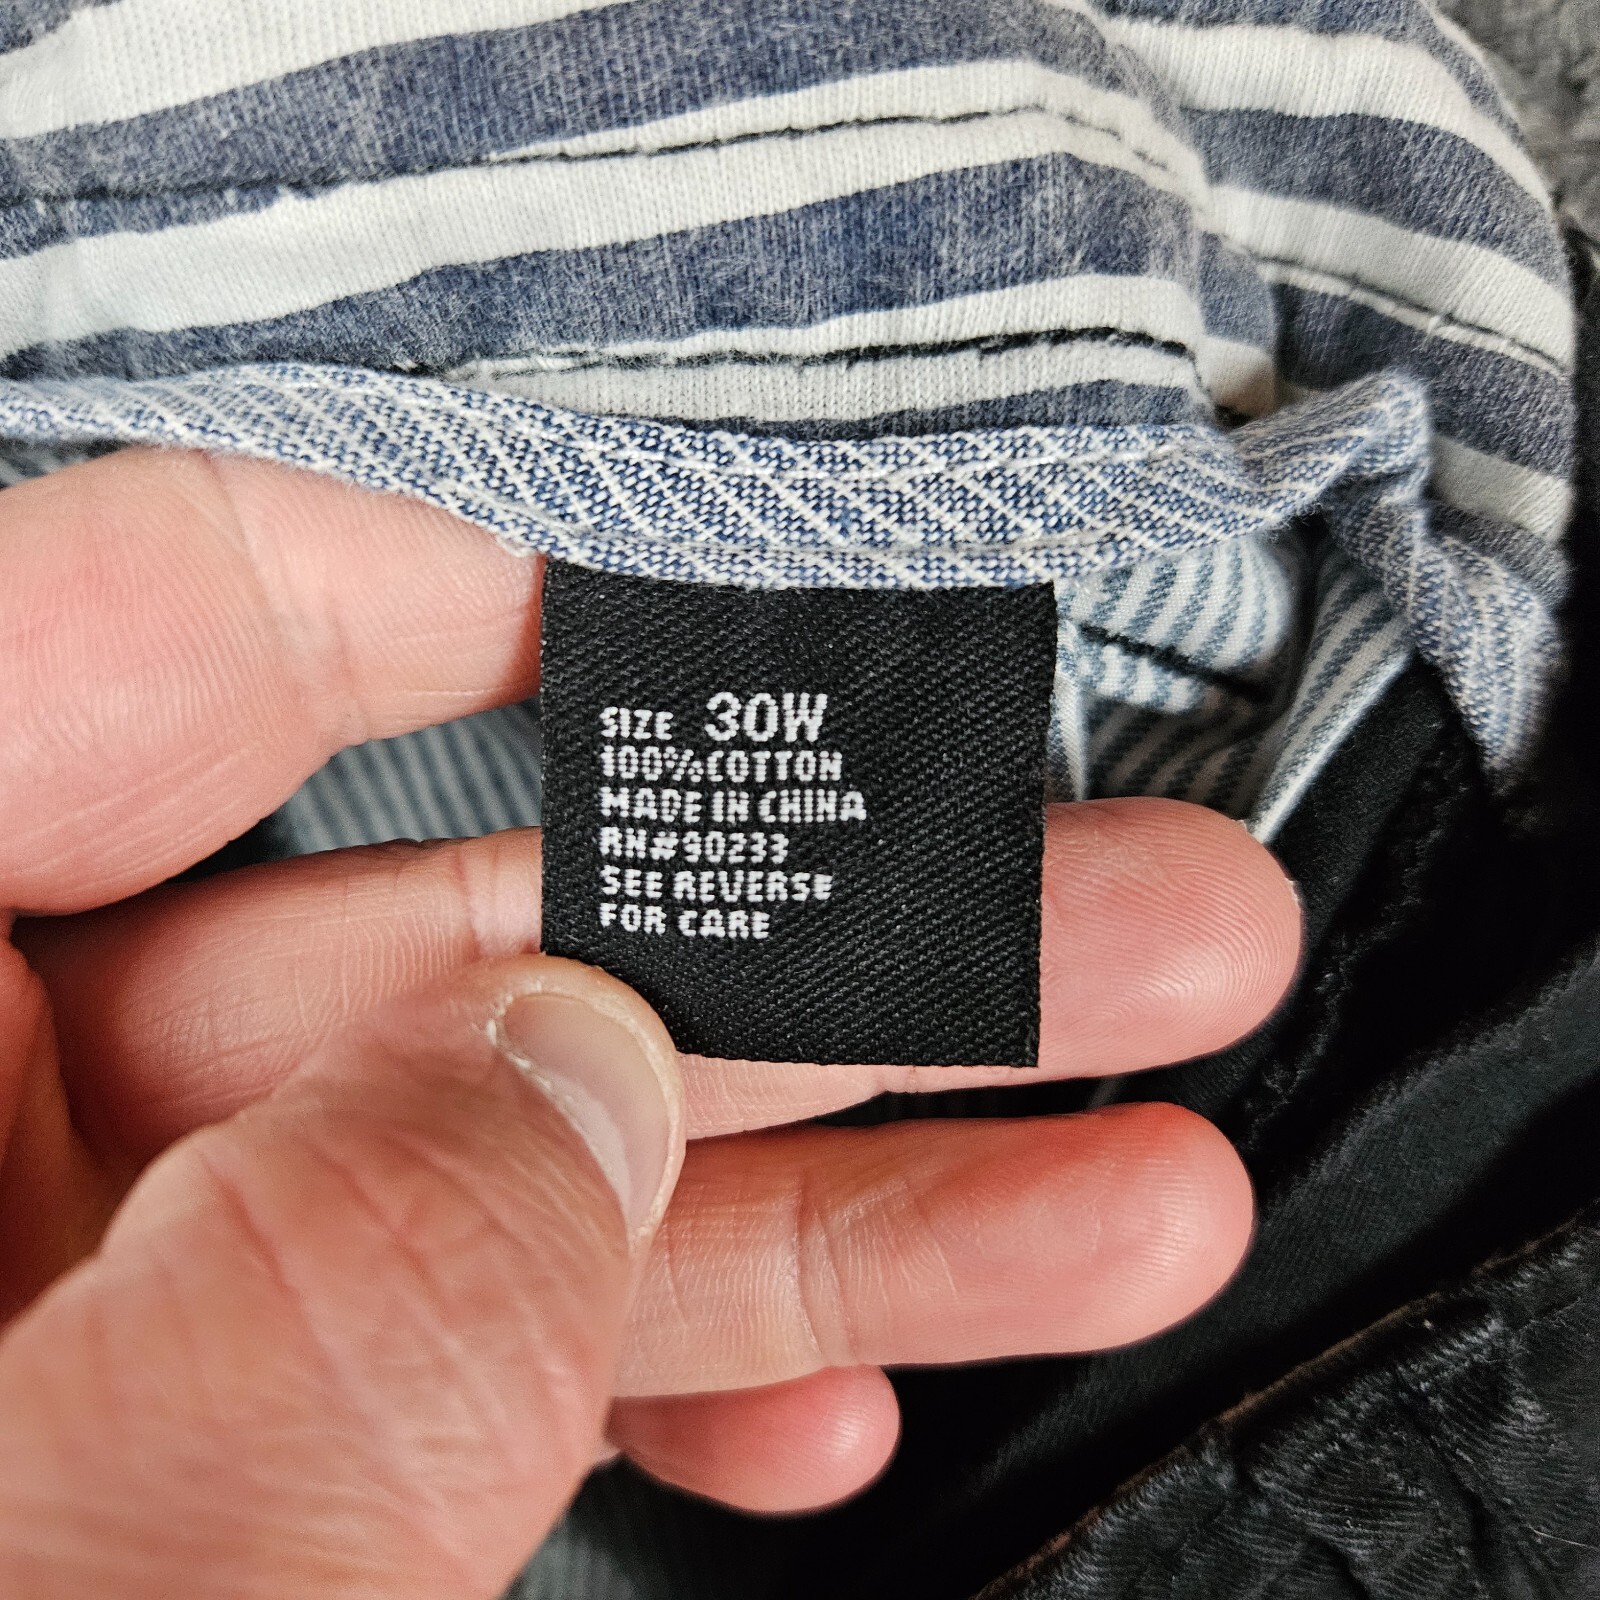 SIZE 30W
100% COTTON
MADE IN CHINA
RN#90233
SEE REVERSE
FOR CARE